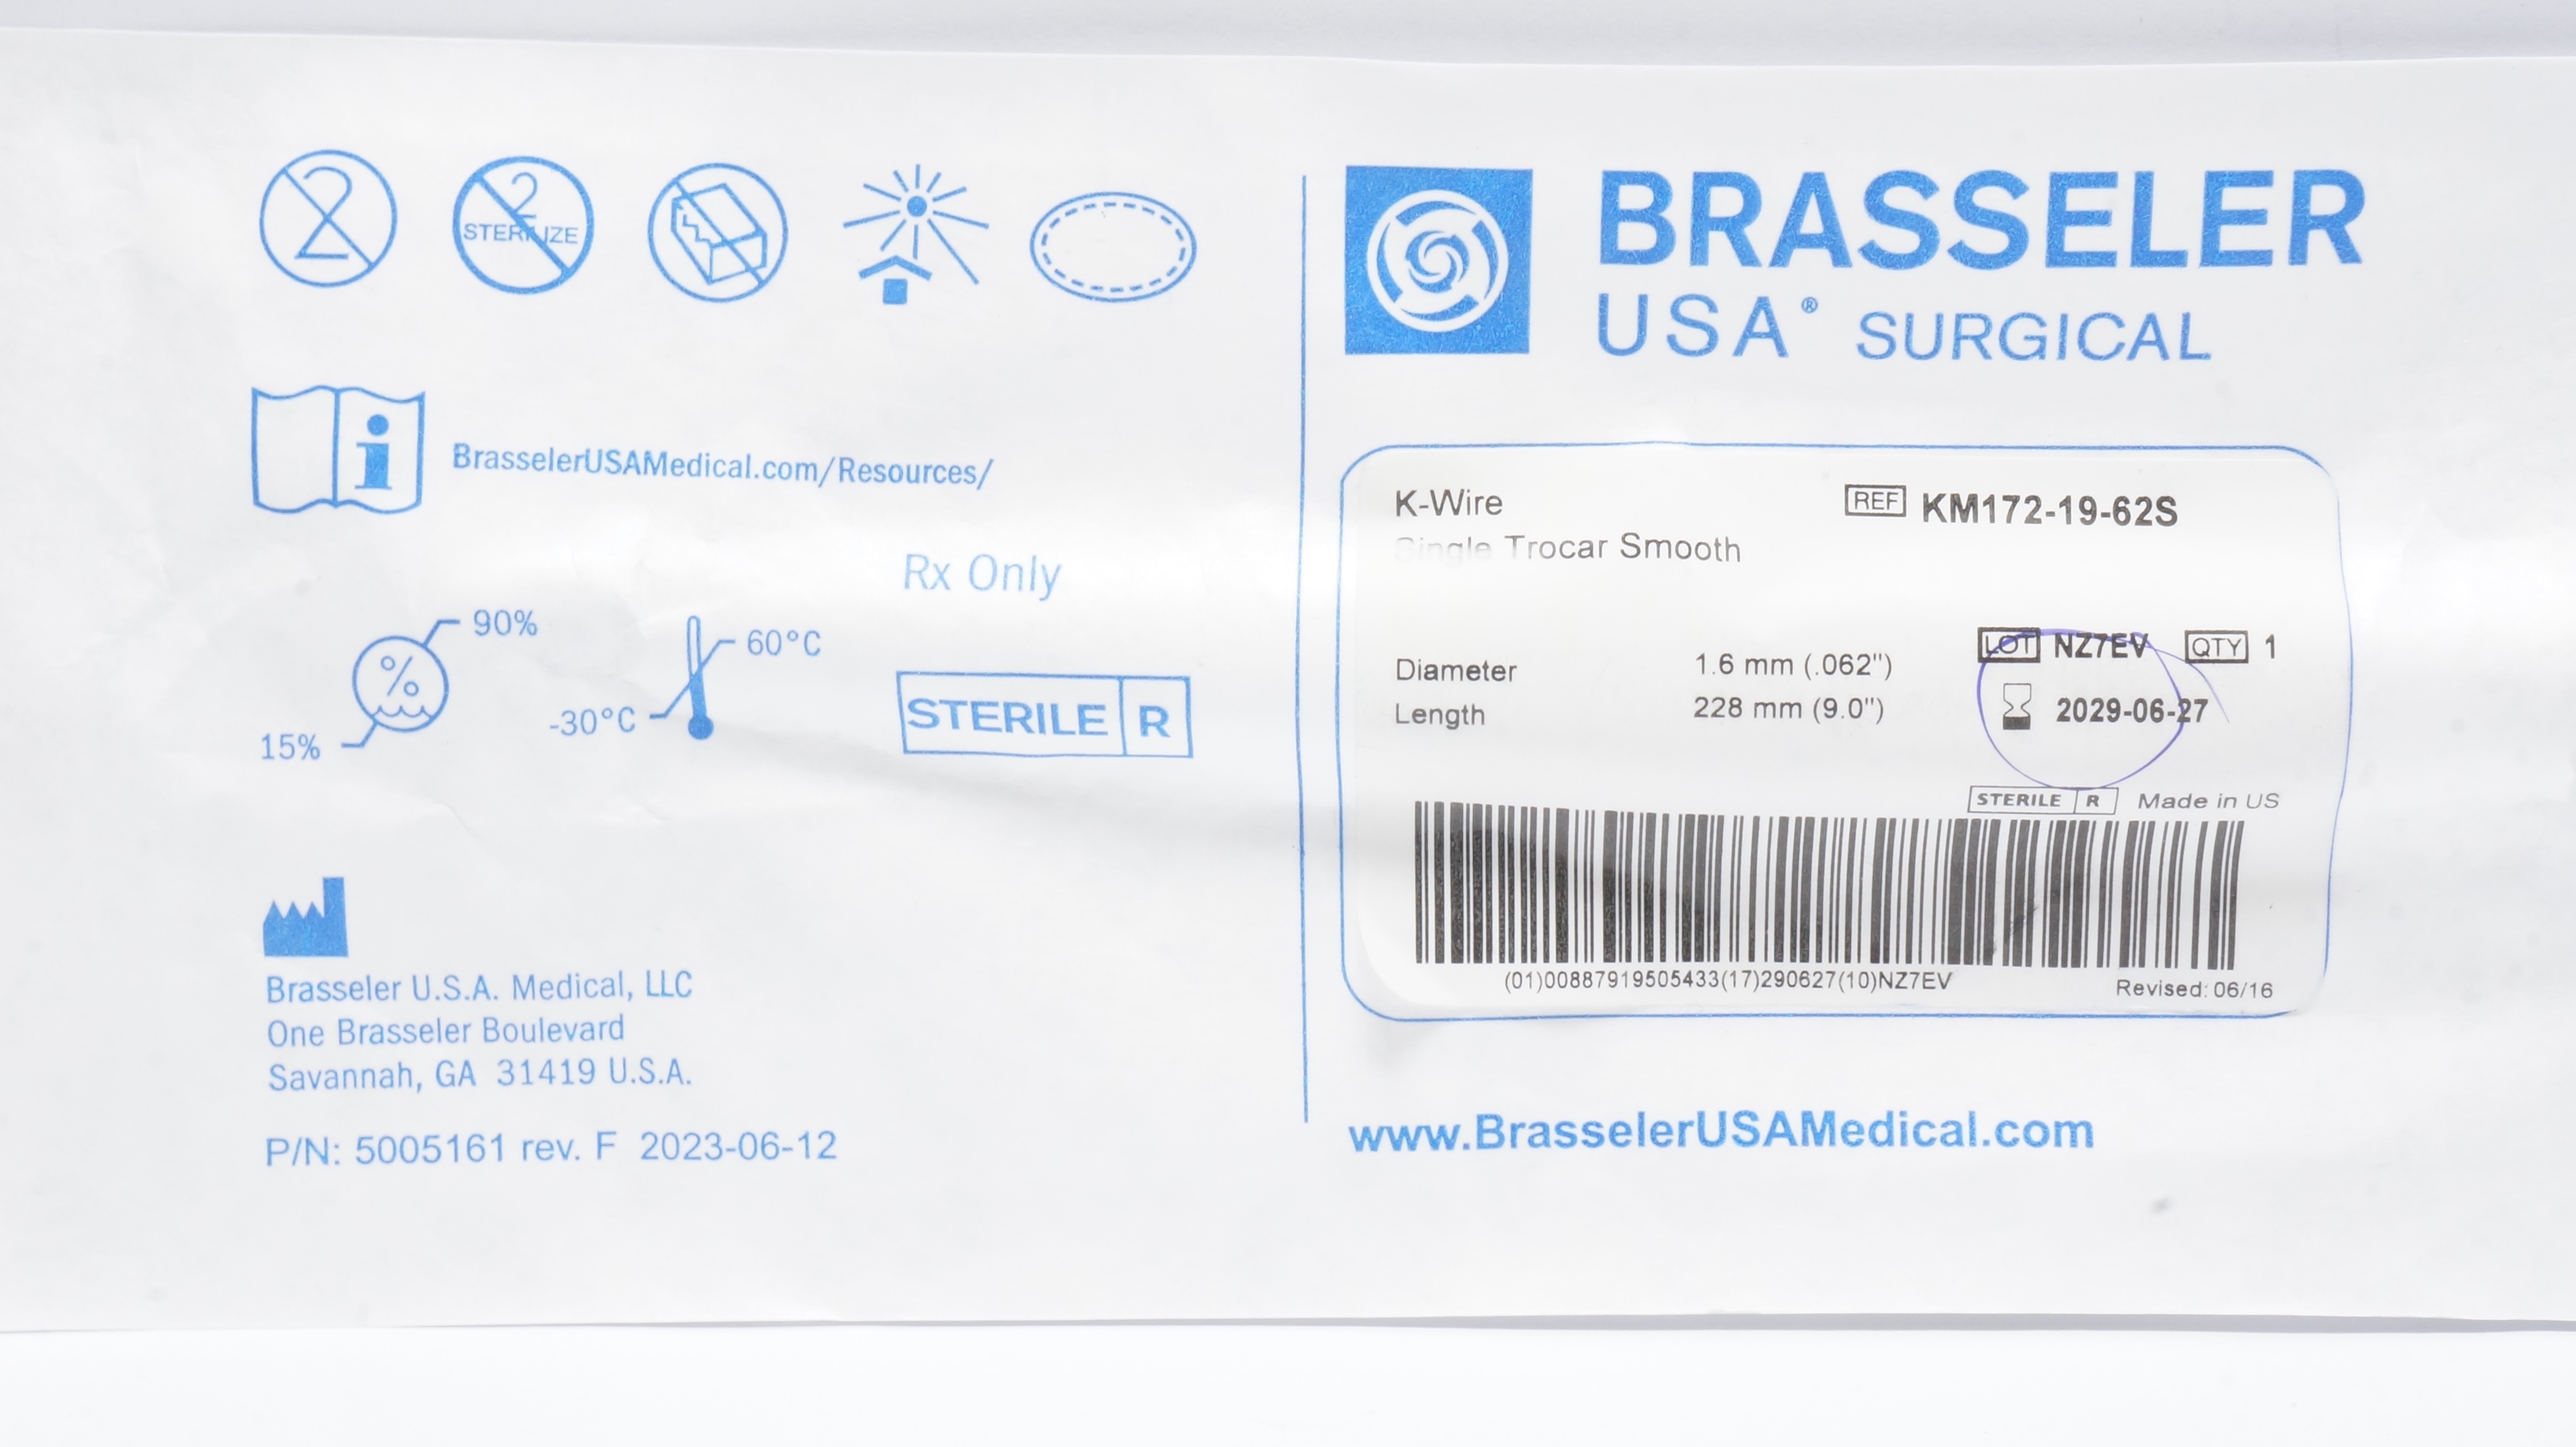 2
2
STERILIZE
BrasselerUSAMedical.com/Resources/
Rx Only
90%
%
15%
60°C
-30°C
STERILE R
Brasseler U.S.A. Medical, LLC
One Brasseler Boulevard
Savannah, GA 31419 U.S.A.
P/N: 5005161 rev. F 2023-06-12
BRASSELER
USA® SURGICAL
K-Wire
REF KM172-19-62S
Single Trocar Smooth
LOT NZ7EV QTY 1
Diameter 1.6 mm (.062")
Length 228 mm (9.0")
2029-06-27
STERILE R Made in US
(01)00887919505433(17)290627(10)NZ7EV
Revised: 06/16
www.BrasselerUSAMedical.com